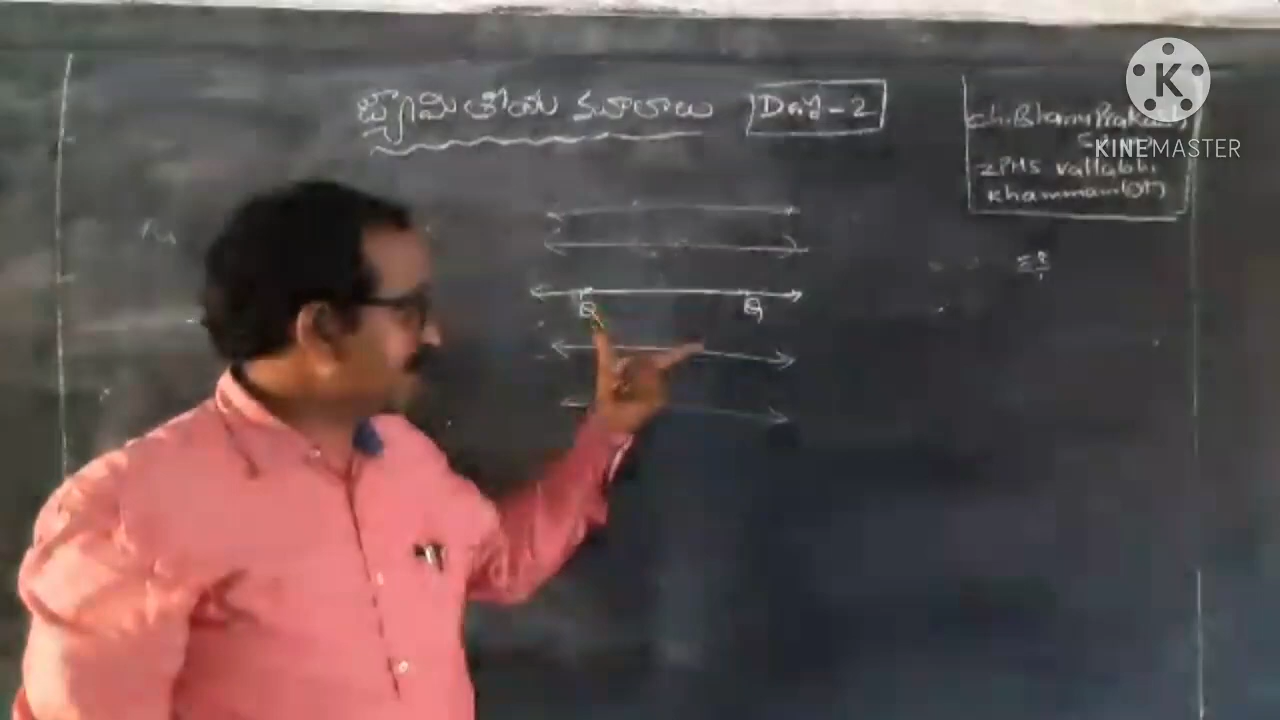 జ్యామితీయ మూలాలు Day-2
K
KINEMASTER
ch. Bhanu Prakash,
ZPHS Vallabhi
Khammam(DT)
Q